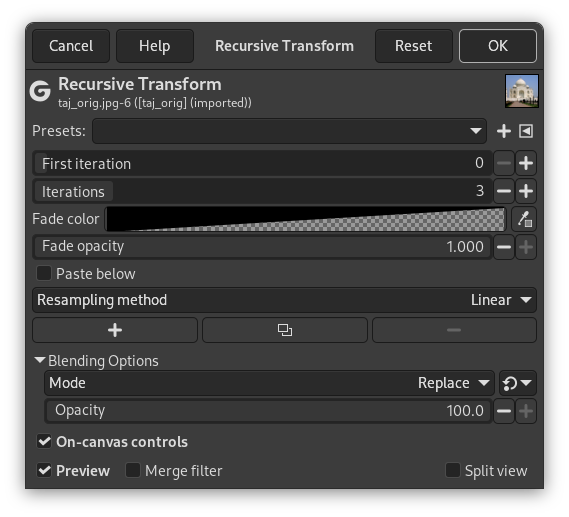 Cancel Help Recursive Transform Reset OK
Recursive Transform
taj_orig.jpg-6 ([taj_orig] (imported))
Presets:
First iteration 0
Iterations 3
Fade color
Fade opacity 1.000
Paste below
Resampling method Linear
Blending Options
Mode Replace
Opacity 100.0
On-canvas controls
Preview Merge filter Split view